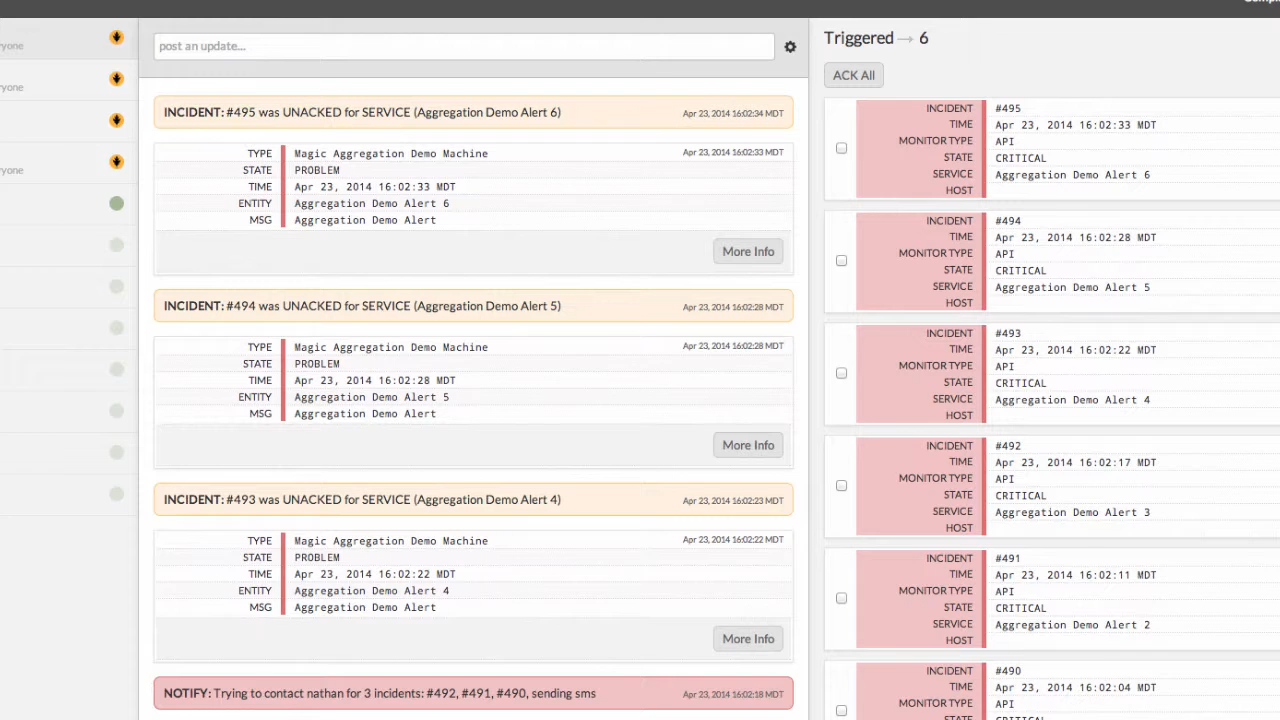 ryone
ryone
ryone
post an update...
INCIDENT: #495 was UNACKED for SERVICE (Aggregation Demo Alert 6) Apr 23, 2014 16:02:34 MDT
TYPE Magic Aggregation Demo Machine Apr 23, 2014 16:02:33 MDT
STATE PROBLEM
TIME Apr 23, 2014 16:02:33 MDT
ENTITY Aggregation Demo Alert 6
MSG Aggregation Demo Alert
More Info
INCIDENT: #494 was UNACKED for SERVICE (Aggregation Demo Alert 5) Apr 23, 2014 16:02:28 MDT
TYPE Magic Aggregation Demo Machine Apr 23, 2014 16:02:28 MDT
STATE PROBLEM
TIME Apr 23, 2014 16:02:28 MDT
ENTITY Aggregation Demo Alert 5
MSG Aggregation Demo Alert
More Info
INCIDENT: #493 was UNACKED for SERVICE (Aggregation Demo Alert 4) Apr 23, 2014 16:02:23 MDT
TYPE Magic Aggregation Demo Machine Apr 23, 2014 16:02:22 MDT
STATE PROBLEM
TIME Apr 23, 2014 16:02:22 MDT
ENTITY Aggregation Demo Alert 4
MSG Aggregation Demo Alert
More Info
NOTIFY: Trying to contact nathan for 3 incidents: #492, #491, #490, sending sms Apr 23, 2014 16:02:18 MDT
Triggered → 6
ACK All
INCIDENT #495
TIME Apr 23, 2014 16:02:33 MDT
MONITOR TYPE API
STATE CRITICAL
SERVICE Aggregation Demo Alert 6
HOST
INCIDENT #494
TIME Apr 23, 2014 16:02:28 MDT
MONITOR TYPE API
STATE CRITICAL
SERVICE Aggregation Demo Alert 5
HOST
INCIDENT #493
TIME Apr 23, 2014 16:02:22 MDT
MONITOR TYPE API
STATE CRITICAL
SERVICE Aggregation Demo Alert 4
HOST
INCIDENT #492
TIME Apr 23, 2014 16:02:17 MDT
MONITOR TYPE API
STATE CRITICAL
SERVICE Aggregation Demo Alert 3
HOST
INCIDENT #491
TIME Apr 23, 2014 16:02:11 MDT
MONITOR TYPE API
STATE CRITICAL
SERVICE Aggregation Demo Alert 2
HOST
INCIDENT #490
TIME Apr 23, 2014 16:02:04 MDT
MONITOR TYPE API
STATE CRITICAL